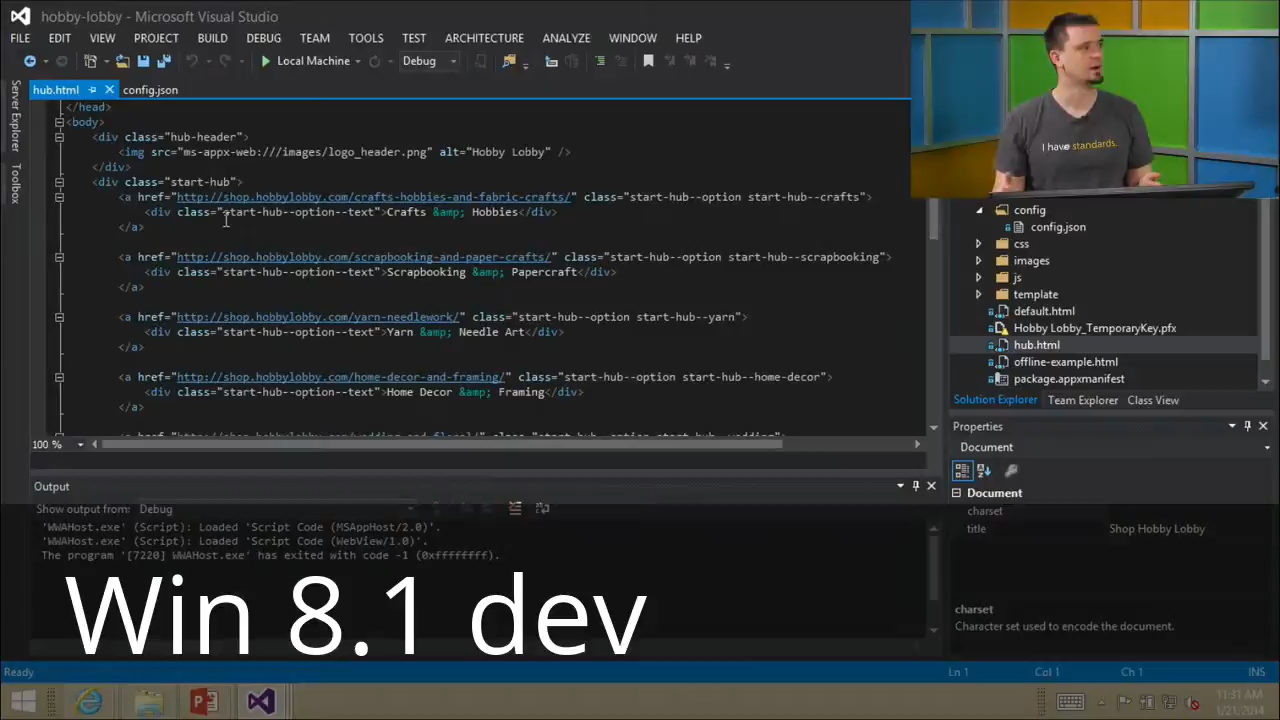 hobby-lobby - Microsoft Visual Studio
FILE EDIT VIEW PROJECT BUILD DEBUG TEAM TOOLS TEST ARCHITECTURE ANALYZE WINDOW HELP
Local Machine Debug
hub.html config.json
Server Explorer
Toolbox
</head>
<body>
<div class="hub-header">
<img src="ms-appx-web:///images/logo_header.png" alt="Hobby Lobby" />
</div>
<div class="start-hub">
<a href="http://shop.hobbylobby.com/crafts-hobbies-and-fabric-crafts/" class="start-hub--option start-hub--crafts">
<div class="start-hub--option--text">Crafts &amp; Hobbies</div>
</a>
<a href="http://shop.hobbylobby.com/scrapbooking-and-paper-crafts/" class="start-hub--option start-hub--scrapbooking">
<div class="start-hub--option--text">Scrapbooking &amp; Papercraft</div>
</a>
<a href="http://shop.hobbylobby.com/yarn-needlework/" class="start-hub--option start-hub--yarn">
<div class="start-hub--option--text">Yarn &amp; Needle Art</div>
</a>
<a href="http://shop.hobbylobby.com/home-decor-and-framing/" class="start-hub--option start-hub--home-decor">
<div class="start-hub--option--text">Home Decor &amp; Framing</div>
</a>
100 %
I have standards.
config
config.json
css
images
js
template
default.html
Hobby Lobby_TemporaryKey.pfx
hub.html
offline-example.html
package.appxmanifest
Solution Explorer Team Explorer Class View
Properties
Document
Document
charset
title Shop Hobby Lobby
charset
Character set used to encode the document.
Output
Show output from: Debug
'WWAHost.exe' (Script): Loaded 'Script Code (MSAppHost/2.0)'.
'WWAHost.exe' (Script): Loaded 'Script Code (WebView/1.0)'.
The program '[7220] WWAHost.exe' has exited with code -1 (0xffffffff).
Win 8.1 dev
Ready Ln 1 Col 1 Ch 1 INS
11:31 AM
1/21/2014